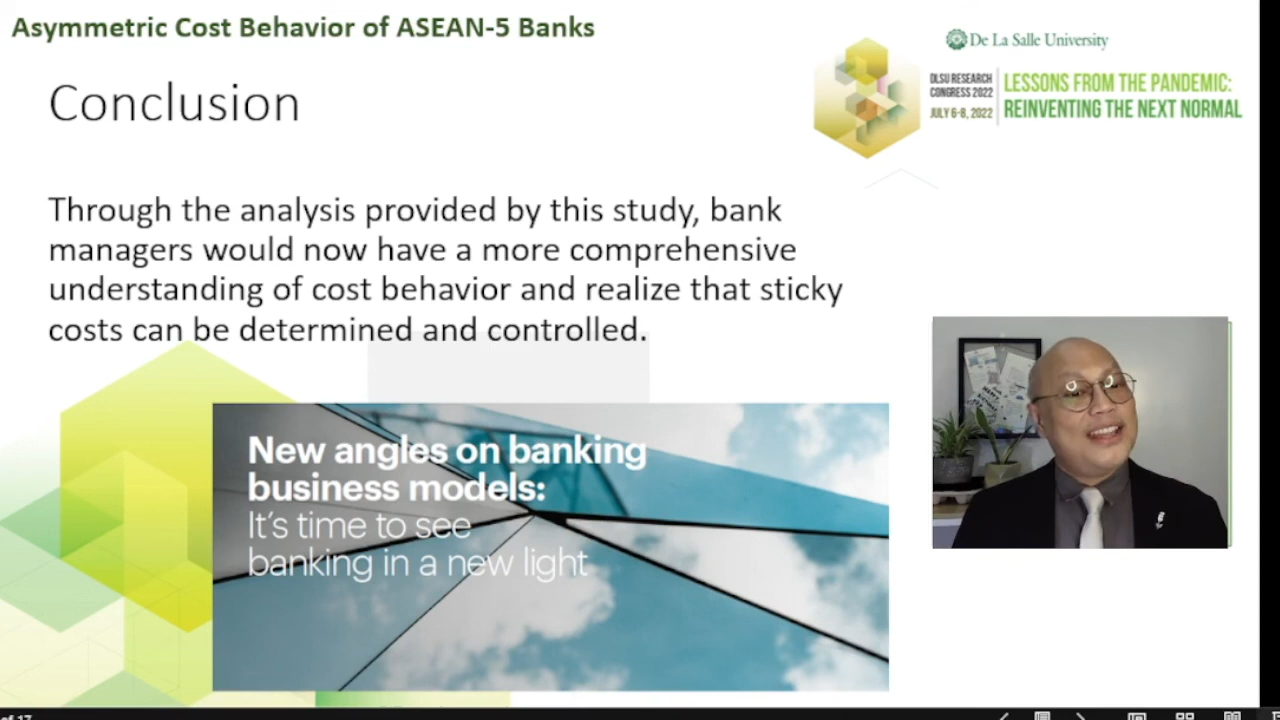 Asymmetric Cost Behavior of ASEAN-5 Banks
De La Salle University
Conclusion
DLSU RESEARCH
CONGRESS 2022
JULY 6-8, 2022
LESSONS FROM THE PANDEMIC:
REINVENTING THE NEXT NORMAL
Through the analysis provided by this study, bank
managers would now have a more comprehensive
understanding of cost behavior and realize that sticky
costs can be determined and controlled.
New angles on banking
business models:
It's time to see
banking in a new light
of 17